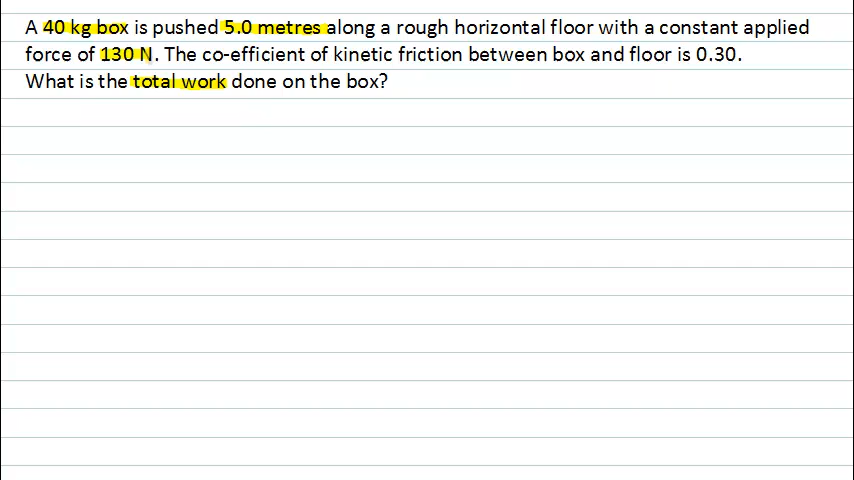 A 40 kg box is pushed 5.0 metres along a rough horizontal floor with a constant applied
force of 130 N. The co-efficient of kinetic friction between box and floor is 0.30.
What is the total work done on the box?